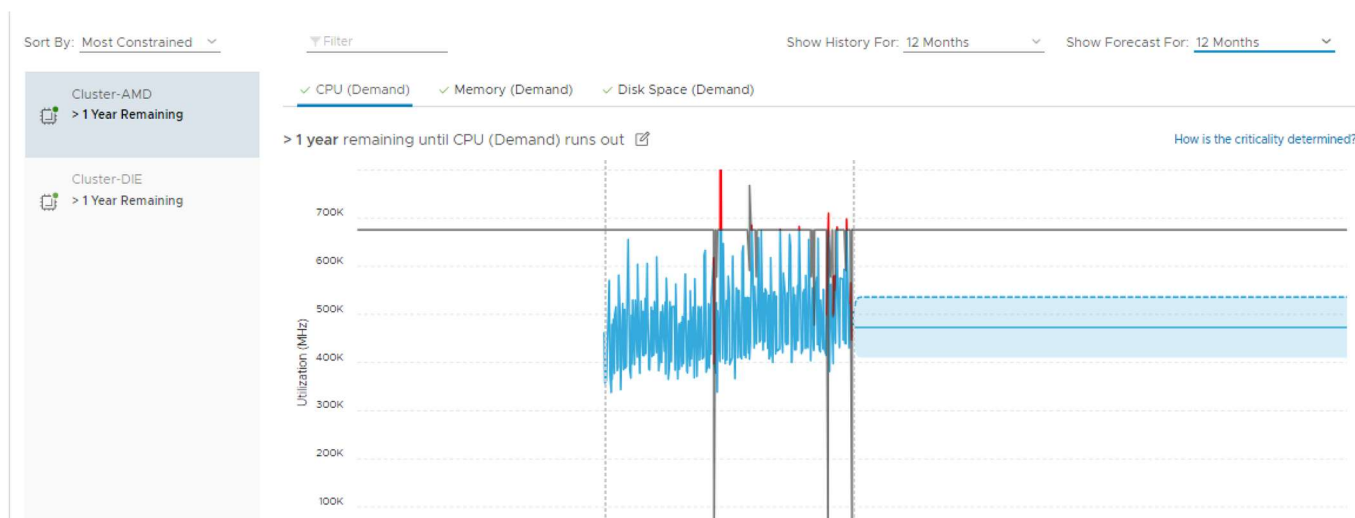 Sort By: Most Constrained
Filter
Show History For: 12 Months
Show Forecast For: 12 Months
Cluster-AMD
> 1 Year Remaining
Cluster-DIE
> 1 Year Remaining
CPU (Demand)
Memory (Demand)
Disk Space (Demand)
> 1 year remaining until CPU (Demand) runs out
How is the criticality determined?
Utilization (MHz)
700K
600K
500K
400K
300K
200K
100K